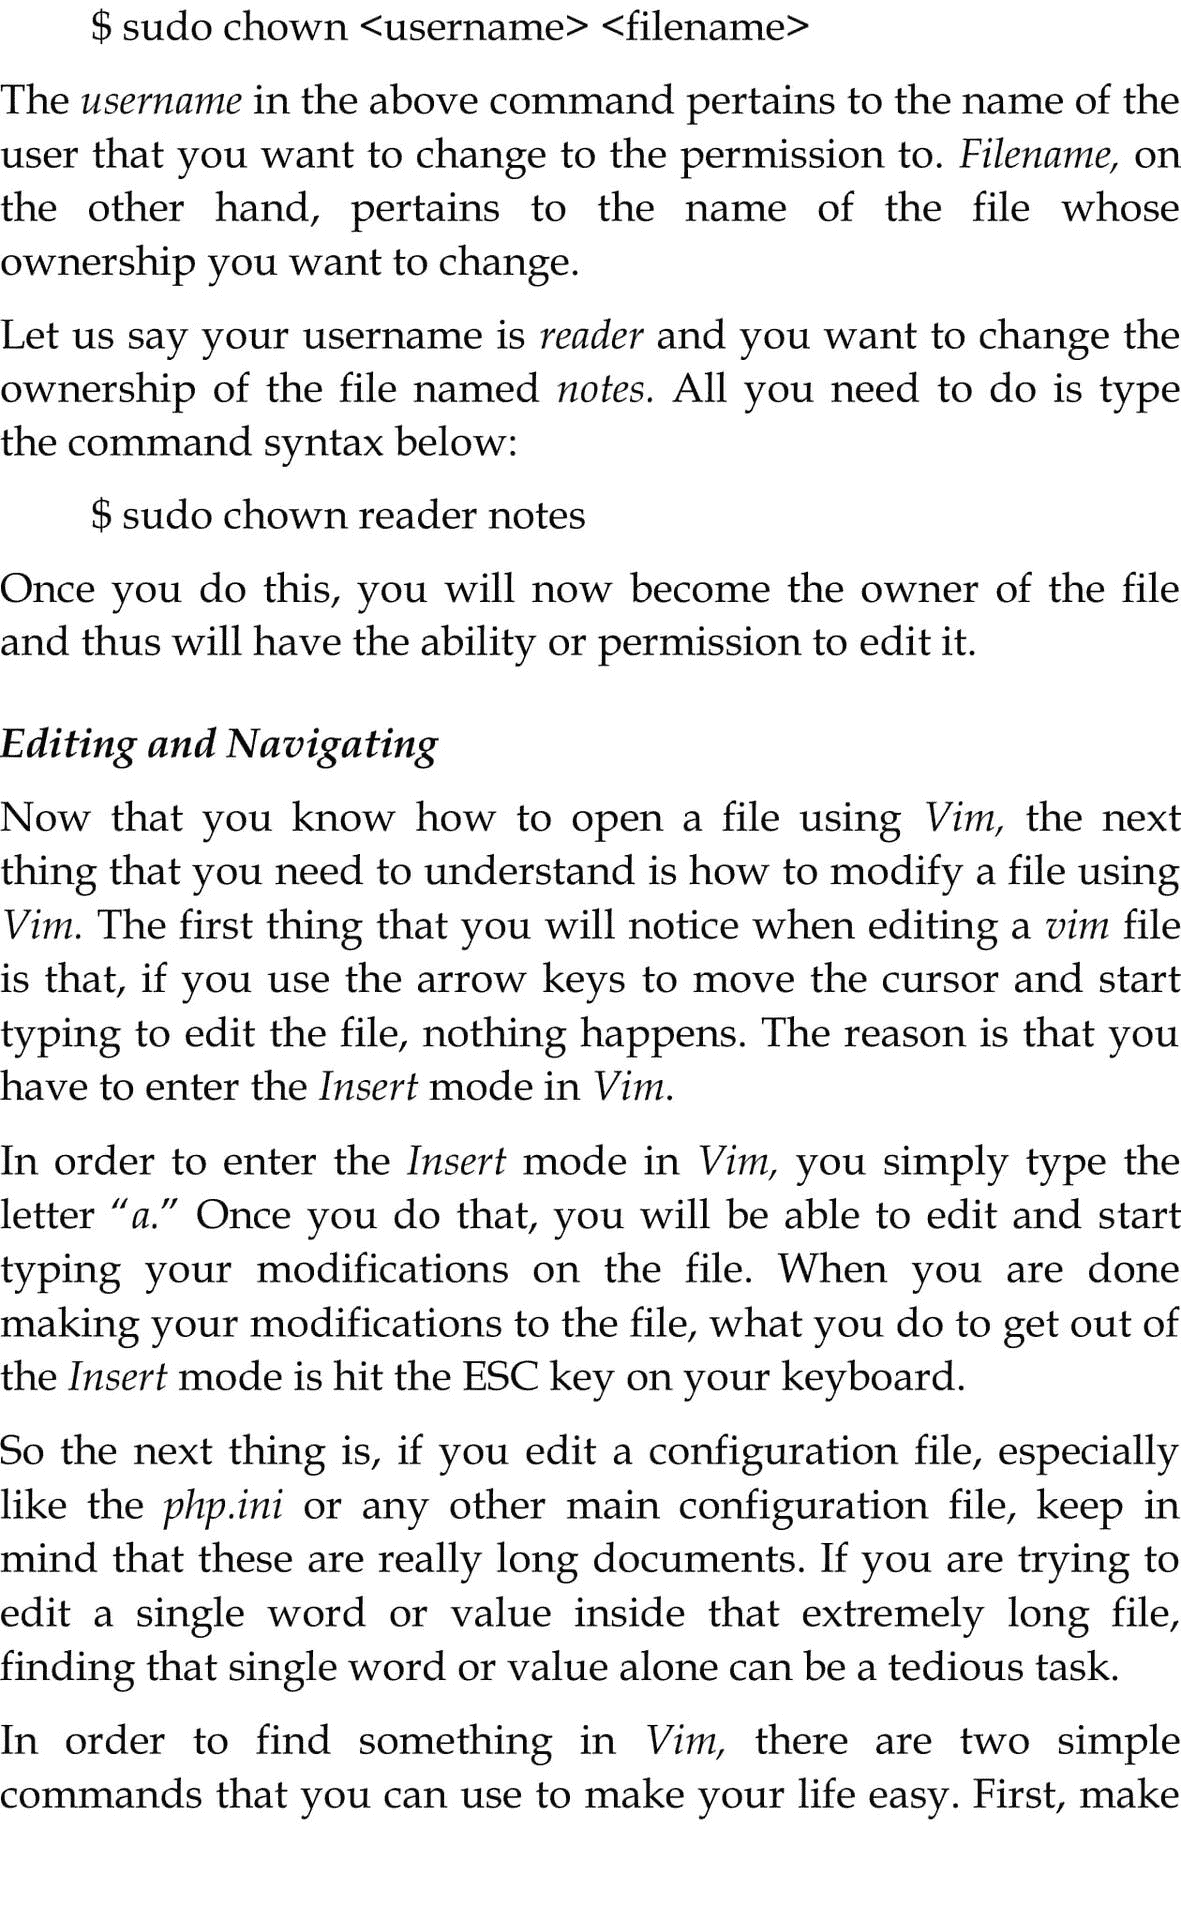 $ sudo chown <username> <filename>
The username in the above command pertains to the name of the
user that you want to change to the permission to. Filename, on
the other hand, pertains to the name of the file whose
ownership you want to change.
Let us say your username is reader and you want to change the
ownership of the file named notes. All you need to do is type
the command syntax below:
$ sudo chown reader notes
Once you do this, you will now become the owner of the file
and thus will have the ability or permission to edit it.
Editing and Navigating
Now that you know how to open a file using Vim, the next
thing that you need to understand is how to modify a file using
Vim. The first thing that you will notice when editing a vim file
is that, if you use the arrow keys to move the cursor and start
typing to edit the file, nothing happens. The reason is that you
have to enter the Insert mode in Vim.
In order to enter the Insert mode in Vim, you simply type the
letter “a.” Once you do that, you will be able to edit and start
typing your modifications on the file. When you are done
making your modifications to the file, what you do to get out of
the Insert mode is hit the ESC key on your keyboard.
So the next thing is, if you edit a configuration file, especially
like the php.ini or any other main configuration file, keep in
mind that these are really long documents. If you are trying to
edit a single word or value inside that extremely long file,
finding that single word or value alone can be a tedious task.
In order to find something in Vim, there are two simple
commands that you can use to make your life easy. First, make